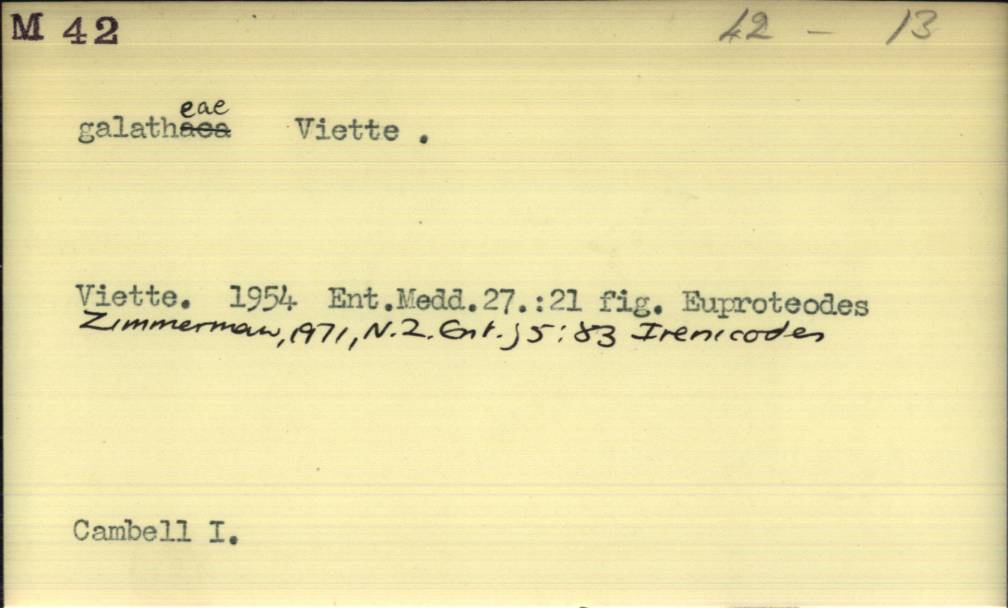 M 42 42 - 13
eae
galathaea Viette .
Viette. 1954 Ent.Medd.27.:21 fig. Euproteodes
Zimmerman, 1971, N.Z. Ent. 5:83 Irenicodes
Cambell I.